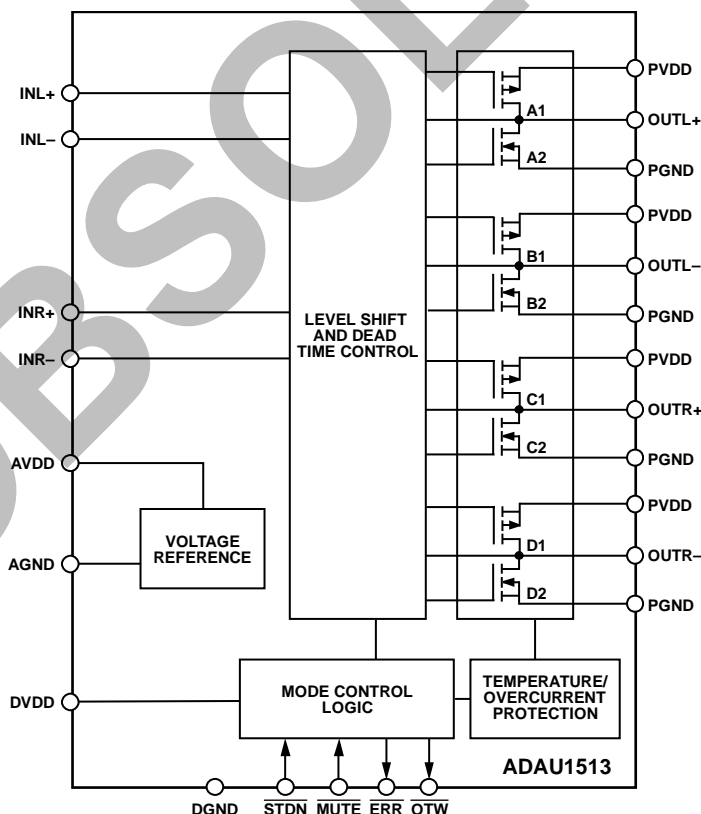 INL+
INL–
INR+
INR–
AVDD
AGND
DVDD
LEVEL SHIFT
AND DEAD
TIME CONTROL
VOLTAGE
REFERENCE
A1
A2
B1
B2
C1
C2
D1
D2
PVDD
OUTL+
PGND
PVDD
OUTL–
PGND
PVDD
OUTR+
PGND
PVDD
OUTR–
PGND
MODE CONTROL
LOGIC
TEMPERATURE/
OVERCURRENT
PROTECTION
ADAU1513
DGND
STDN
MUTE
ERR
OTW